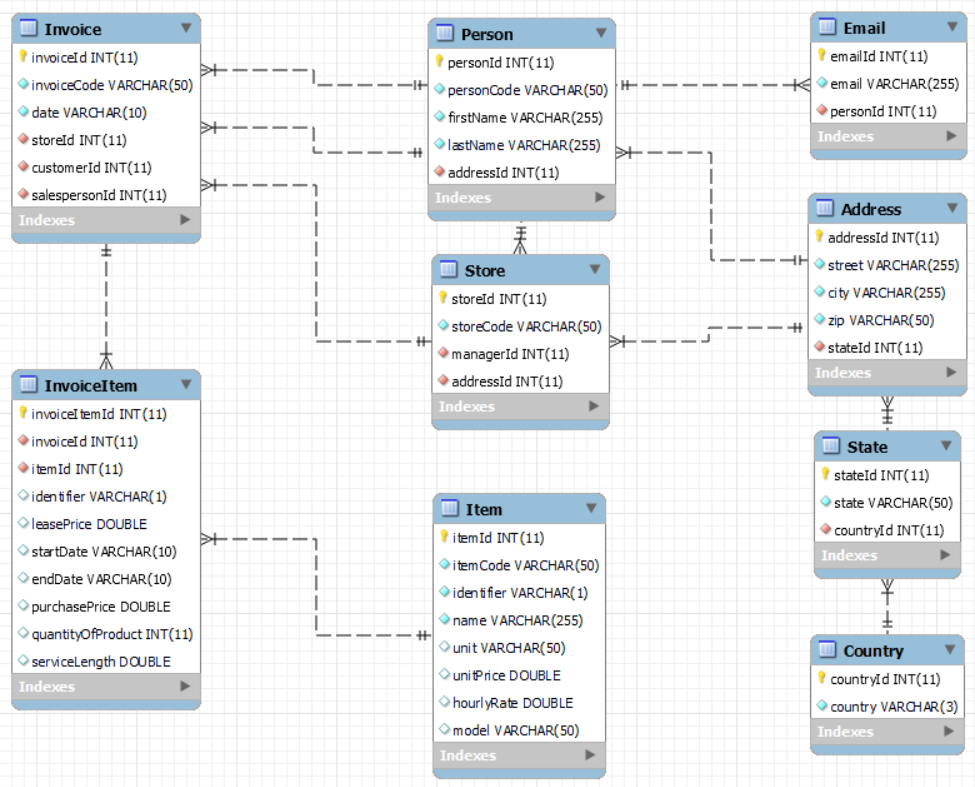 Invoice
invoiceId INT(11)
invoiceCode VARCHAR(50)
date VARCHAR(10)
storeId INT(11)
customerId INT(11)
salespersonId INT(11)
Indexes
Person
personId INT(11)
personCode VARCHAR(50)
firstName VARCHAR(255)
lastName VARCHAR(255)
addressId INT(11)
Indexes
Email
emailId INT(11)
email VARCHAR(255)
personId INT(11)
Indexes
Address
addressId INT(11)
street VARCHAR(255)
city VARCHAR(255)
zip VARCHAR(50)
stateId INT(11)
Indexes
Store
storeId INT(11)
storeCode VARCHAR(50)
managerId INT(11)
addressId INT(11)
Indexes
InvoiceItem
invoiceItemId INT(11)
invoiceId INT(11)
itemId INT(11)
identifier VARCHAR(1)
leasePrice DOUBLE
startDate VARCHAR(10)
endDate VARCHAR(10)
purchasePrice DOUBLE
quantityOfProduct INT(11)
serviceLength DOUBLE
Indexes
Item
itemId INT(11)
itemCode VARCHAR(50)
identifier VARCHAR(1)
name VARCHAR(255)
unit VARCHAR(50)
unitPrice DOUBLE
hourlyRate DOUBLE
model VARCHAR(50)
Indexes
State
stateId INT(11)
state VARCHAR(50)
countryId INT(11)
Indexes
Country
countryId INT(11)
country VARCHAR(3)
Indexes